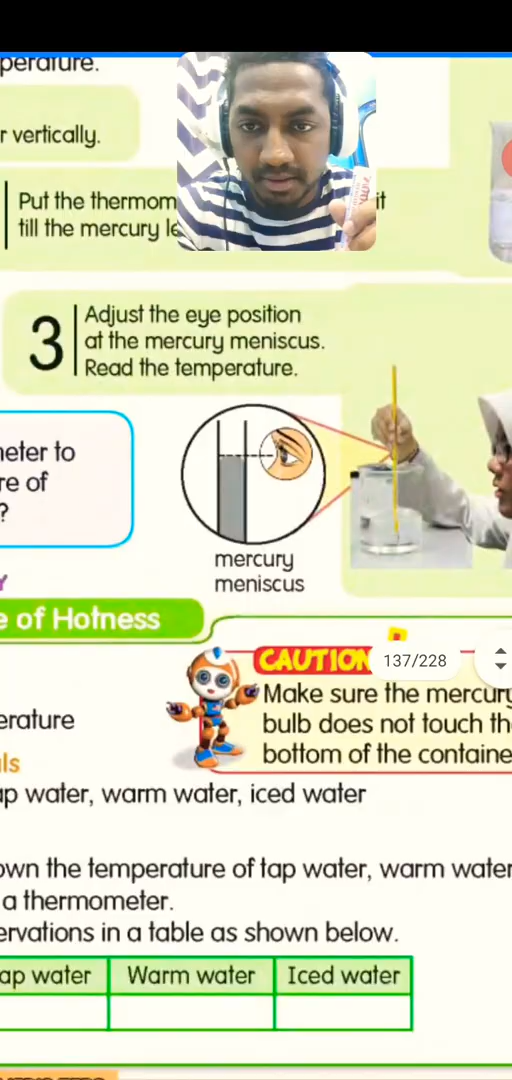 perature.
r vertically.
Put the thermom
it
till the mercury le
3
Adjust the eye position
at the mercury meniscus.
Read the temperature.
neter to
re of
?
mercury
meniscus
Y
e of Hotness
CAUTION
137/228
Make sure the mercury
bulb does not touch th
bottom of the containe
erature
ls
ap water, warm water, iced water
own the temperature of tap water, warm water
a thermometer.
ervations in a table as shown below.
ap water
Warm water
Iced water